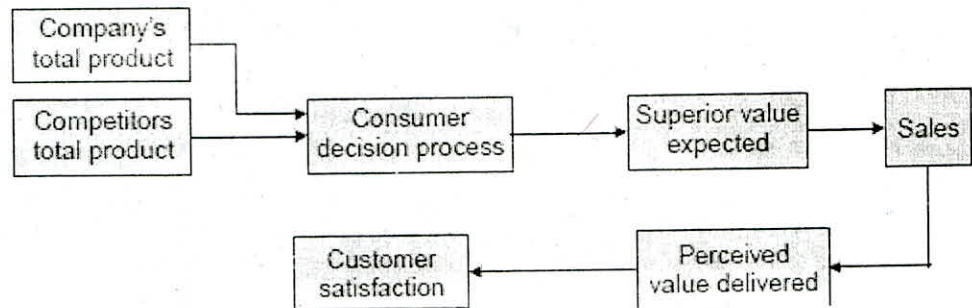 Company's
total product
Competitors
total product
Consumer
decision process
Superior value
expected
Sales
Perceived
value delivered
Customer
satisfaction